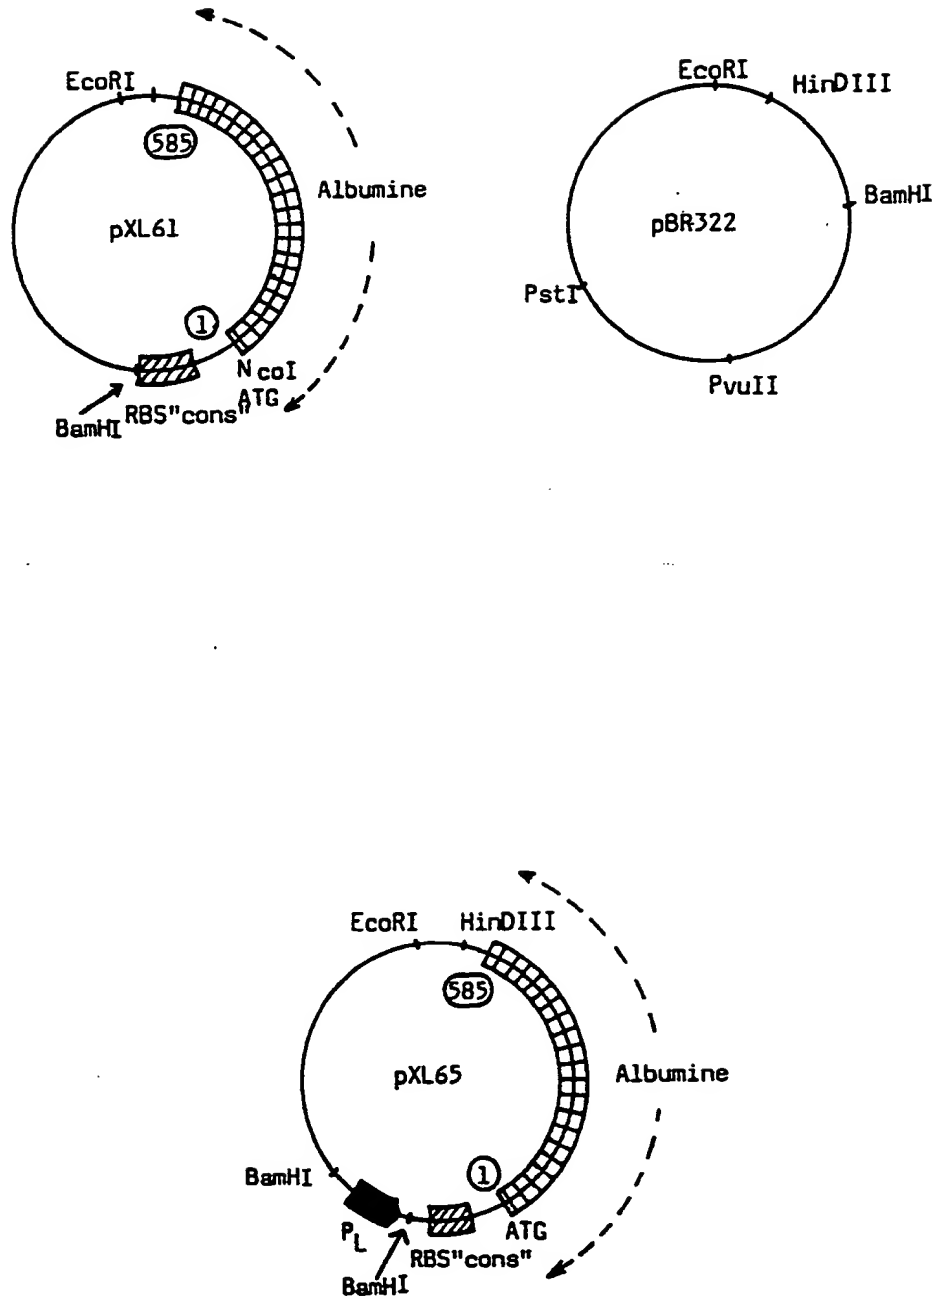 EcoRI
585
Albumine
pXL61
1
NcoI
ATG
RBS"cons"
BamHI
EcoRI
HinDIII
BamHI
pBR322
PstI
PvuII
EcoRI
HinDIII
585
pXL65
Albumine
BamHI
1
PL
ATG
RBS"cons"
BamHI